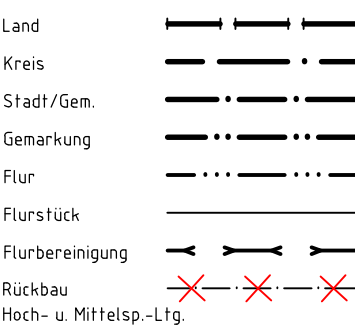 Land
Kreis
Stadt/Gem.
Gemarkung
Flur
Flurstück
Flurbereinigung
Rückbau
Hoch- u. Mittelsp.-Ltg.